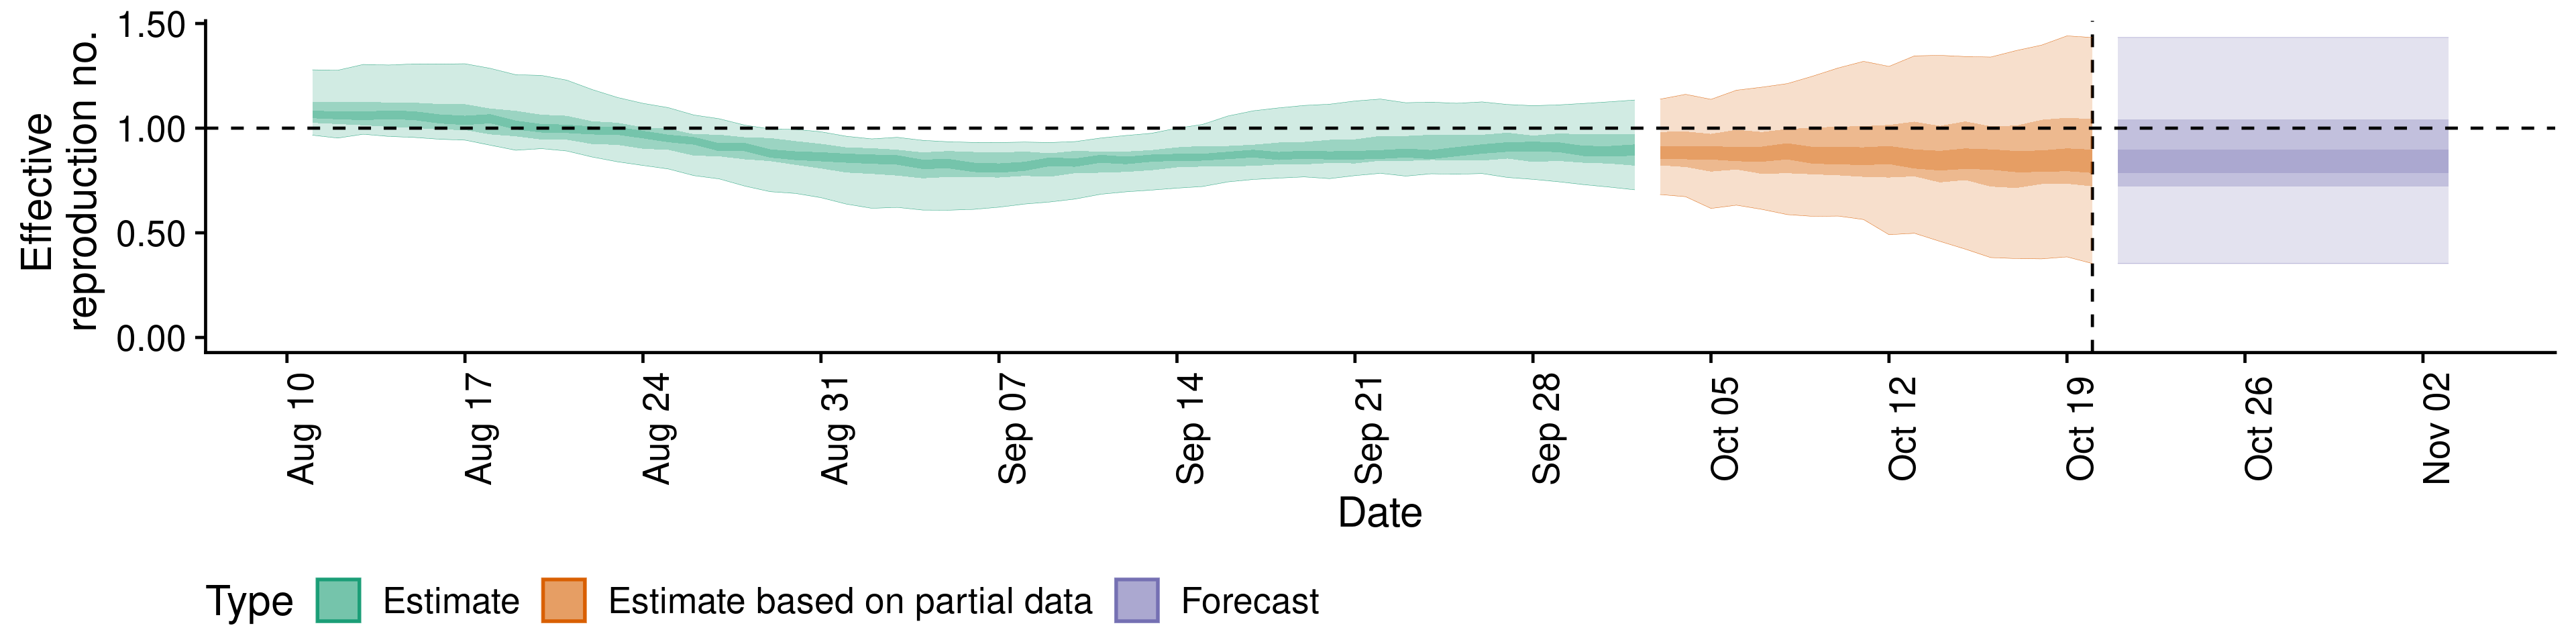 Effective
reproduction no.
1.50
1.00
0.50
0.00
Aug 10
Aug 17
Aug 24
Aug 31
Sep 07
Sep 14
Sep 21
Sep 28
Oct 05
Oct 12
Oct 19
Oct 26
Nov 02
Date
Type Estimate Estimate based on partial data Forecast